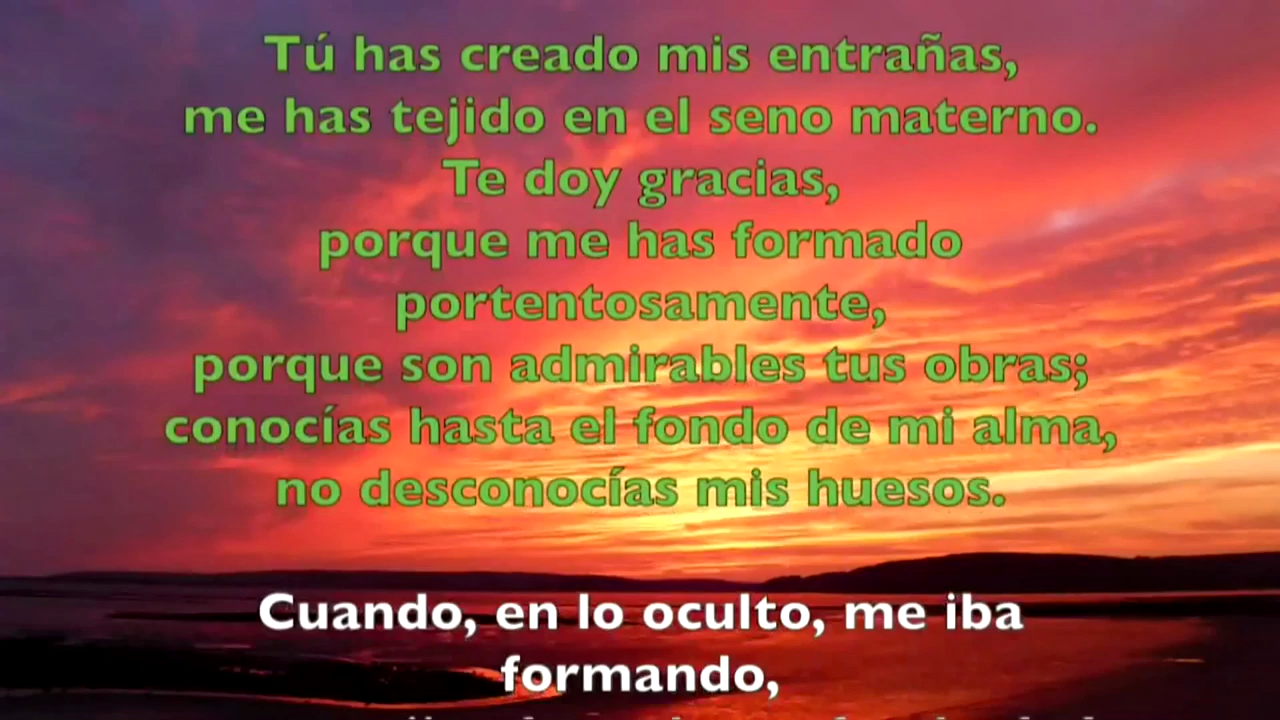 Tú has creado mis entrañas,
me has tejido en el seno materno.
Te doy gracias,
porque me has formado
portentosamente,
porque son admirables tus obras;
conocías hasta el fondo de mi alma,
no desconocías mis huesos.
Cuando, en lo oculto, me iba
formando,